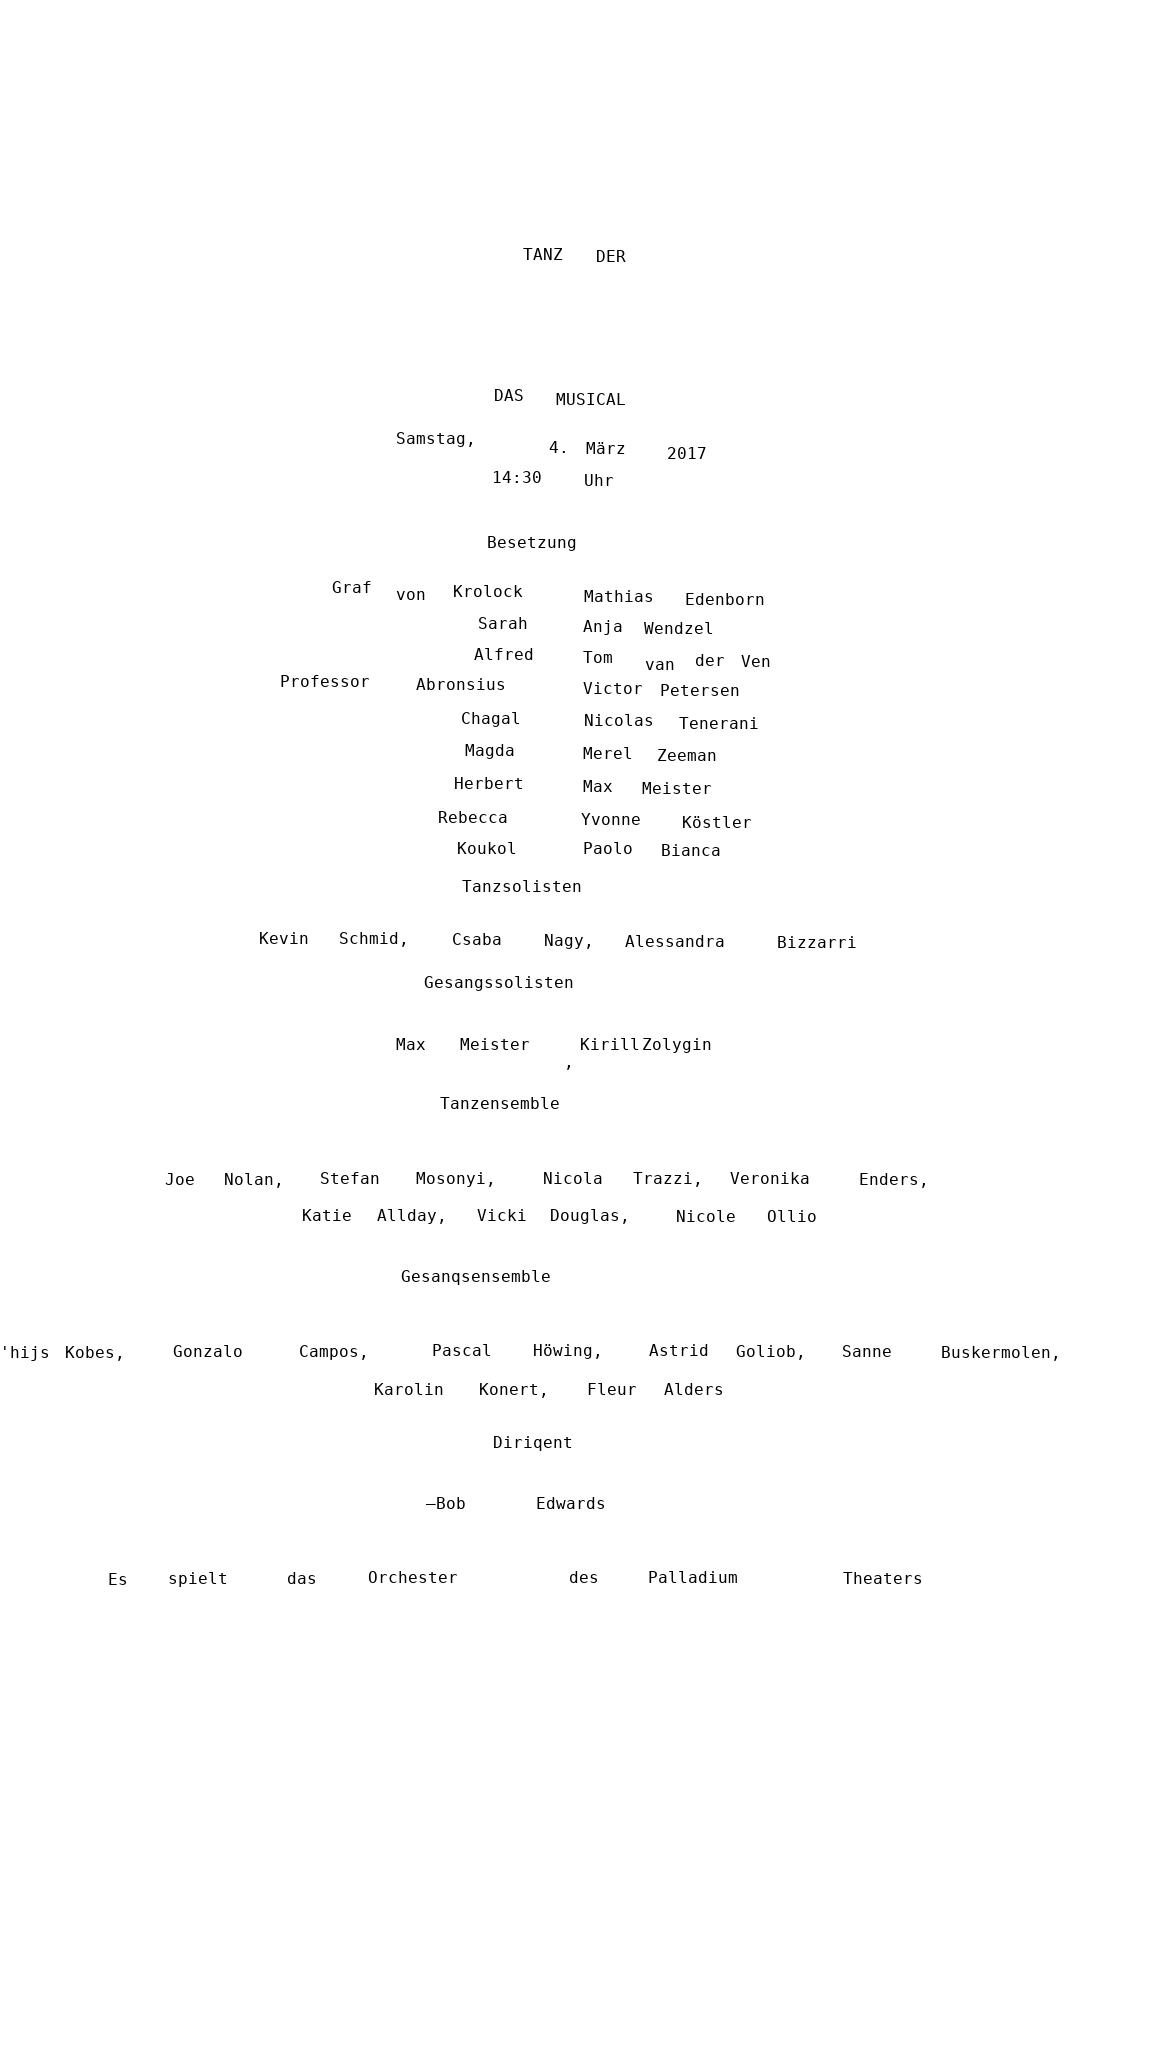 TANZ DER
DAS MUSICAL
Samstag, 4. März 2017
14:30 Uhr
Besetzung
Graf von Krolock Mathias Edenborn
Sarah Anja Wendzel
Alfred Tom van der Ven
Professor Abronsius Victor Petersen
Chagal Nicolas Tenerani
Magda Merel Zeeman
Herbert Max Meister
Rebecca Yvonne Köstler
Koukol Paolo Bianca
Tanzsolisten
Kevin Schmid, Csaba Nagy, Alessandra Bizzarri
Gesangssolisten
Max Meister , Kirill Zolygin
Tanzensemble
Joe Nolan, Stefan Mosonyi, Nicola Trazzi, Veronika Enders,
Katie Allday, Vicki Douglas, Nicole Ollio
Gesanqsensemble
'hijs Kobes, Gonzalo Campos, Pascal Höwing, Astrid Goliob, Sanne Buskermolen,
Karolin Konert, Fleur Alders
Diriqent
—Bob Edwards
Es spielt das Orchester des Palladium Theaters